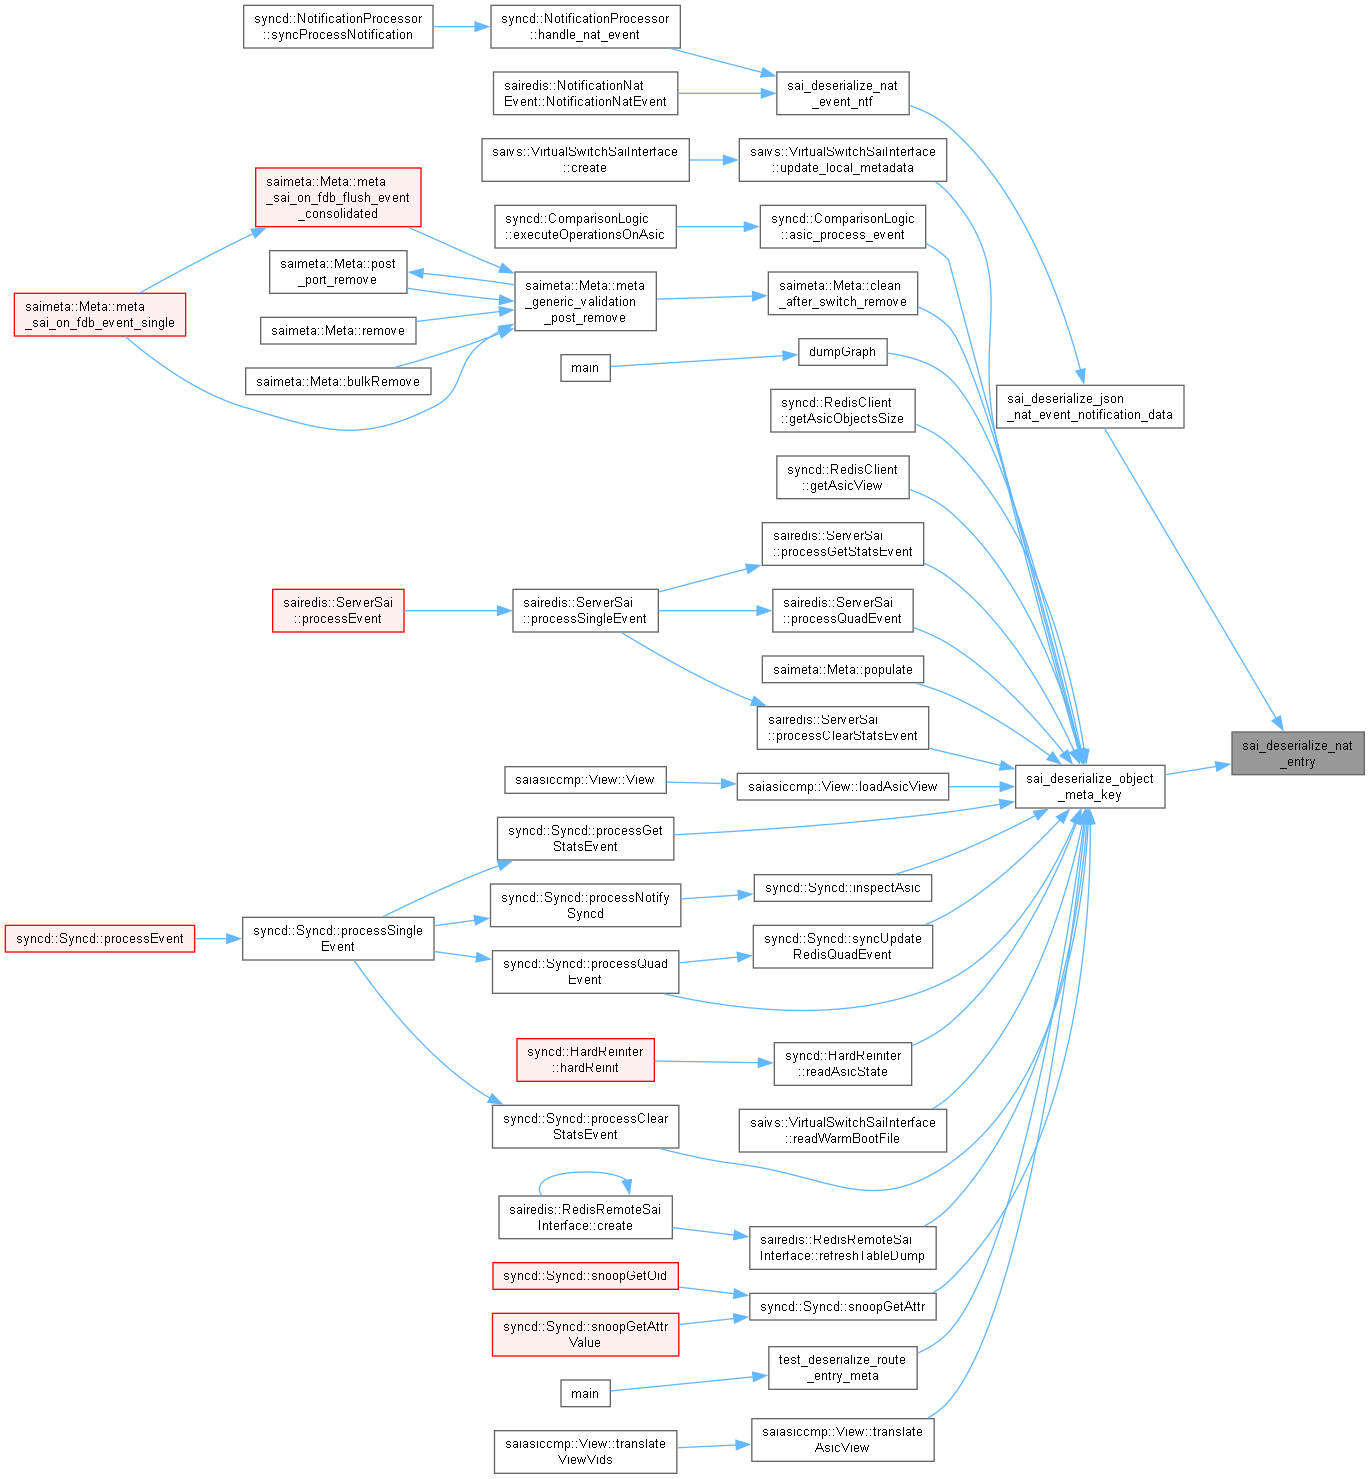 syncd::NotificationProcessor
::syncProcessNotification
syncd::NotificationProcessor
::handle_nat_event
sairedis::NotificationNat
Event::NotificationNatEvent
sai_deserialize_nat
_event_ntf
saivs::VirtualSwitchSaiInterface
::create
saivs::VirtualSwitchSaiInterface
::update_local_metadata
saimeta::Meta::meta
_sai_on_fdb_flush_event
_consolidated
syncd::ComparisonLogic
::executeOperationsOnAsic
syncd::ComparisonLogic
::asic_process_event
saimeta::Meta::post
_port_remove
saimeta::Meta::meta
_generic_validation
_post_remove
saimeta::Meta::clean
_after_switch_remove
saimeta::Meta::meta
_sai_on_fdb_event_single
saimeta::Meta::remove
saimeta::Meta::bulkRemove
main
dumpGraph
syncd::RedisClient
::getAsicObjectsSize
sai_deserialize_json
_nat_event_notification_data
syncd::RedisClient
::getAsicView
sairedis::ServerSai
::processGetStatsEvent
sairedis::ServerSai
::processEvent
sairedis::ServerSai
::processSingleEvent
sairedis::ServerSai
::processQuadEvent
saimeta::Meta::populate
sairedis::ServerSai
::processClearStatsEvent
sai_deserialize_nat
_entry
saiasiccmp::View::View
saiasiccmp::View::loadAsicView
sai_deserialize_object
_meta_key
syncd::Syncd::processGet
StatsEvent
syncd::Syncd::processNotify
Syncd
syncd::Syncd::inspectAsic
syncd::Syncd::processEvent
syncd::Syncd::processSingle
Event
syncd::Syncd::processQuad
Event
syncd::Syncd::syncUpdate
RedisQuadEvent
syncd::HardReiniter
::hardReinit
syncd::HardReiniter
::readAsicState
syncd::Syncd::processClear
StatsEvent
saivs::VirtualSwitchSaiInterface
::readWarmBootFile
sairedis::RedisRemoteSai
Interface::create
sairedis::RedisRemoteSai
Interface::refreshTableDump
syncd::Syncd::snoopGetOid
syncd::Syncd::snoopGetAttr
syncd::Syncd::snoopGetAttr
Value
test_deserialize_route
_entry_meta
main
saiasiccmp::View::translate
AsicView
saiasiccmp::View::translate
ViewVids